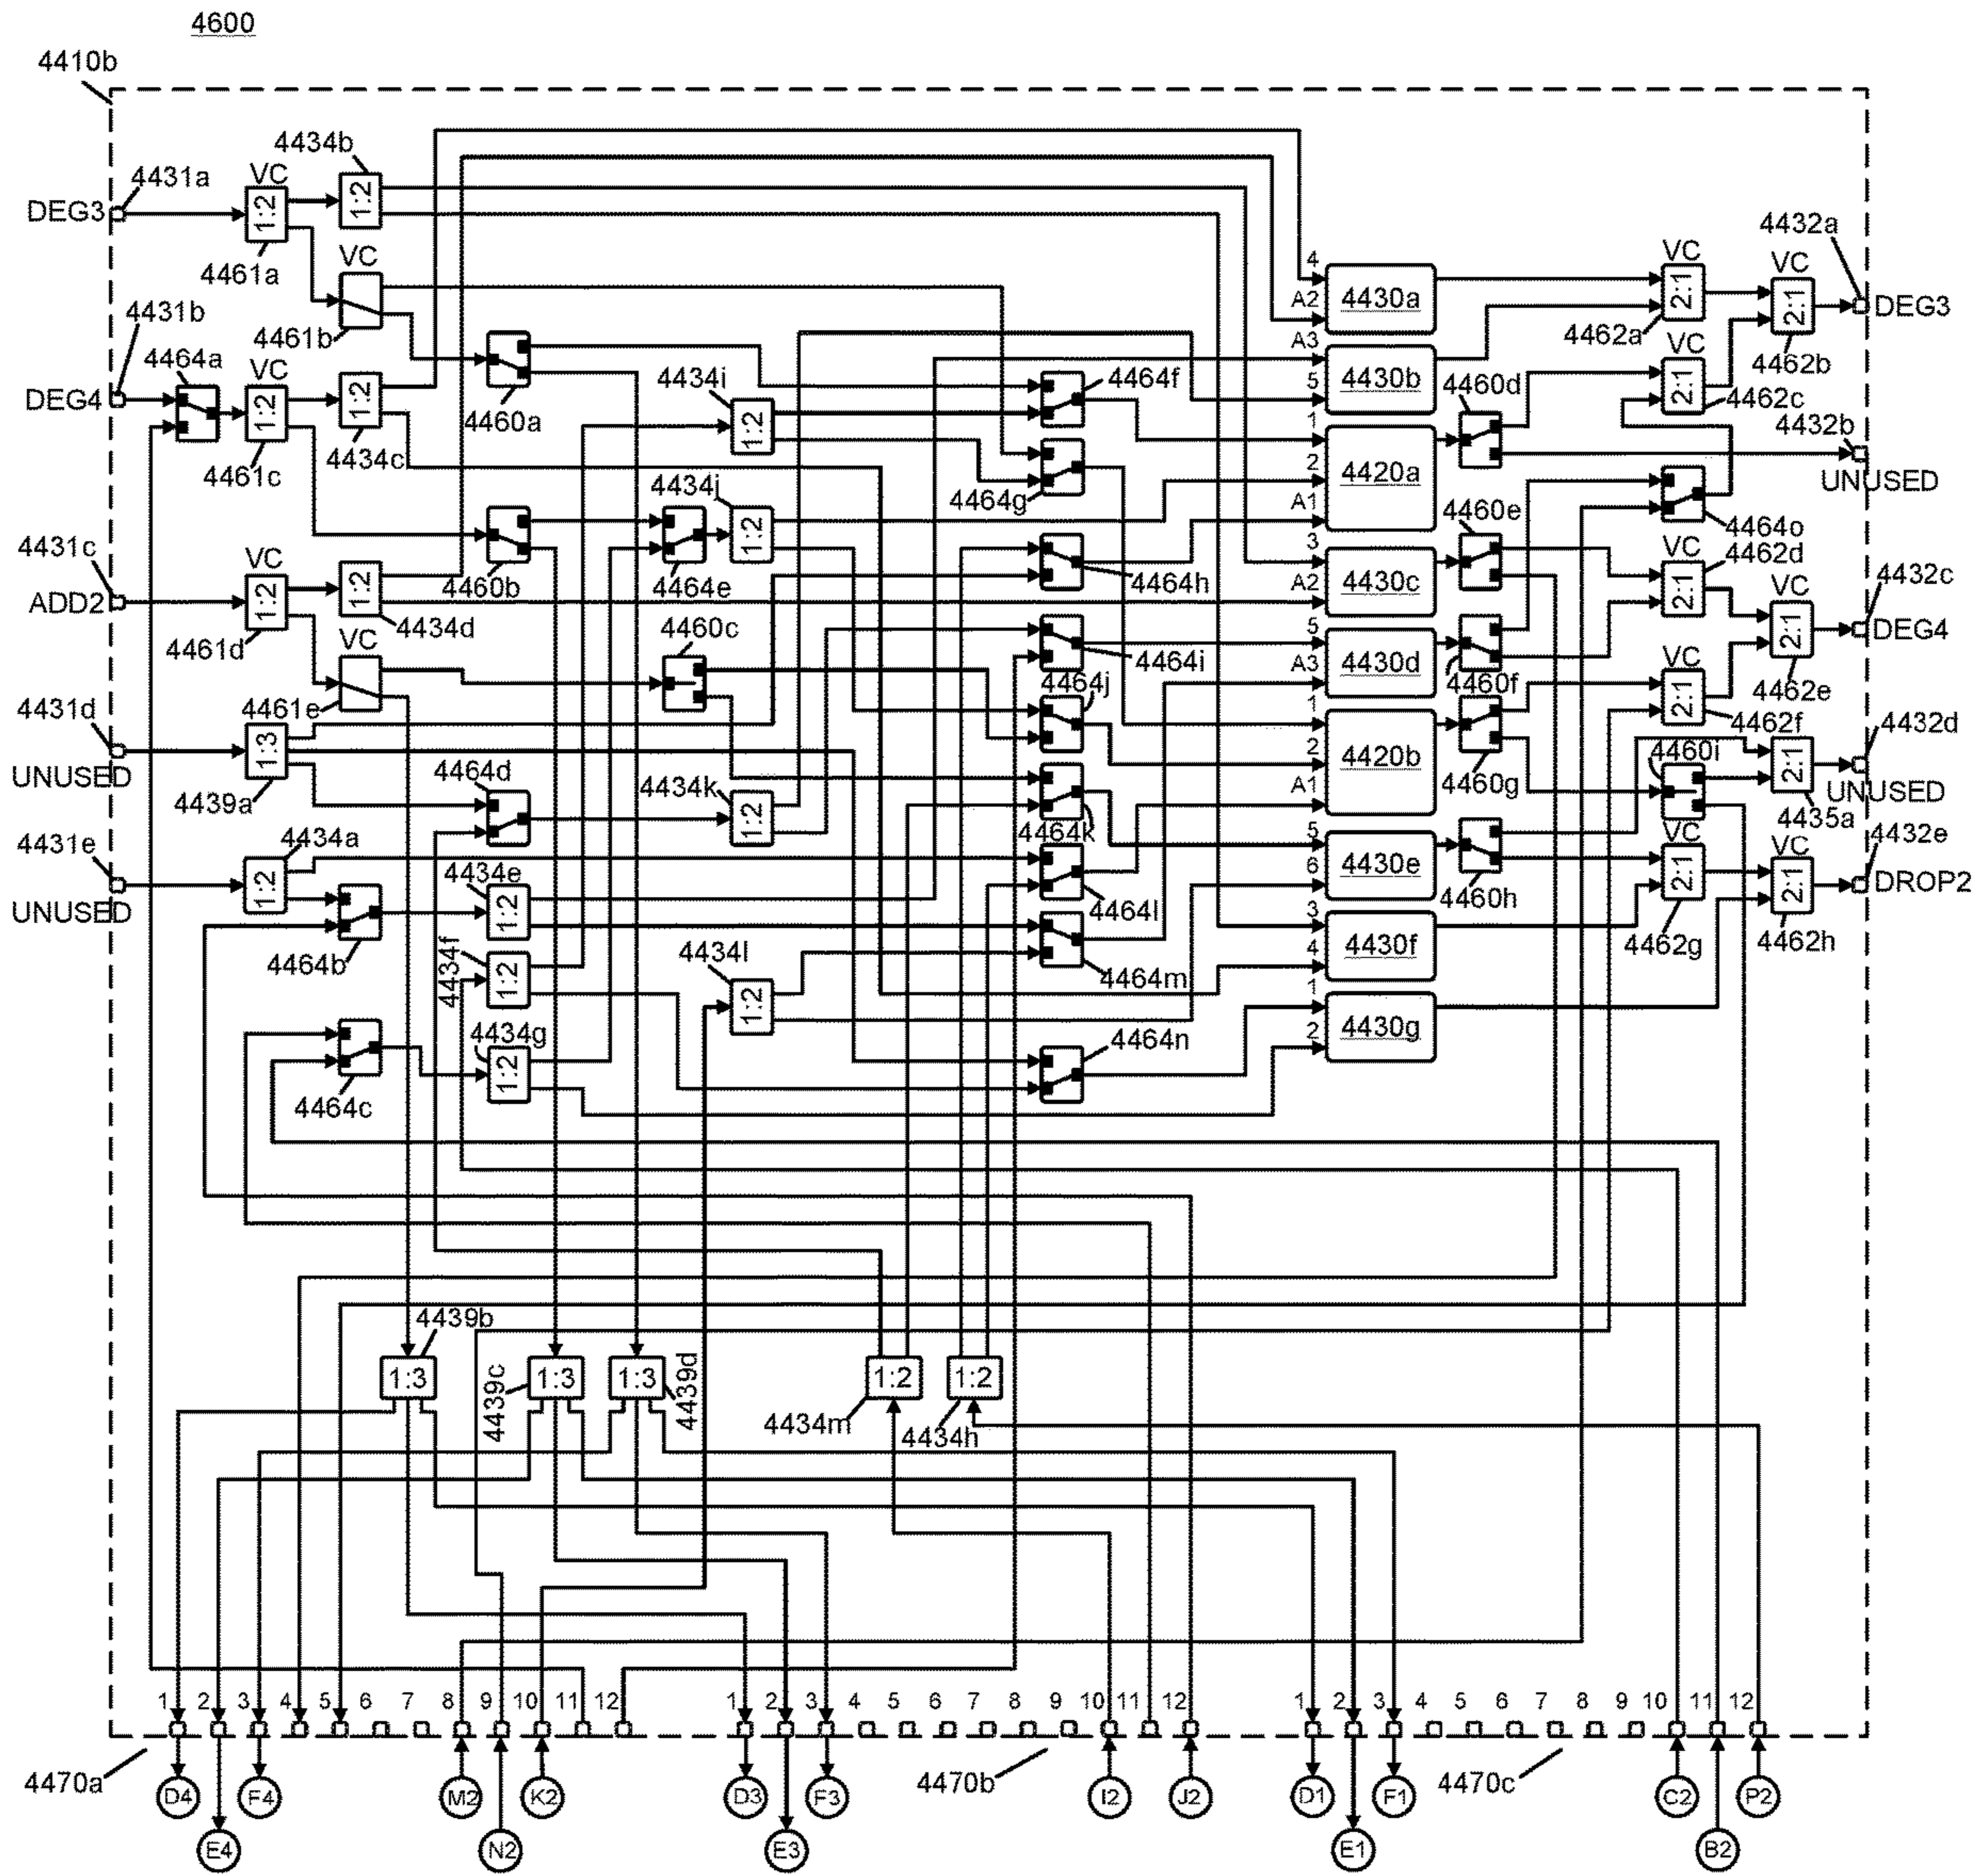 4600
4410b
4434b
4431a
VC
DEG3
1:2
1:2
4461a
VC
4461b
4431b
4464a
VC
DEG4
1:2
1:2
4461c
4434c
4460a
4434i
1:2
4464f
4464g
4434j
1:2
4460b
4464e
4464h
4431c
VC
ADD2
1:2
1:2
4461d
4434d
VC
4461e
4460c
4464i
4464j
4431d
UNUSED
1:3
4439a
4464d
4434k
1:2
4464k
4431e
UNUSED
4434a
1:2
4434e
1:2
4464l
4464b
4434f
1:2
4434l
1:2
4464m
4464c
4434g
1:2
4464n
4
A2
4430a
A3
5
4430b
1
2
A1
4420a
3
A2
4430c
5
A3
4430d
1
2
A1
4420b
5
6
4430e
3
4
4430f
1
2
4430g
VC
2:1
4462a
VC
2:1
4462b
4432a
DEG3
VC
2:1
4462c
4460d
4432b
UNUSED
4460e
4464o
VC
2:1
4462d
VC
2:1
4462e
4432c
DEG4
4460f
VC
2:1
4462f
4460g
4460i
2:1
4435a
4432d
UNUSED
4460h
VC
2:1
4462g
VC
2:1
4462h
4432e
DROP2
4439b
1:3
4439c
1:3
1:3
4439d
1:2
4434m
1:2
4434h
1 2 3 4 5 6 7 8 9 10 11 12
1 2 3 4 5 6 7 8 9 10 11 12
1 2 3 4 5 6 7 8 9 10 11 12
4470a
4470b
4470c
D4 F4 M2 K2 D3 F3 I2 J2 D1 F1 C2 P2
E4 N2 E3 E1 B2